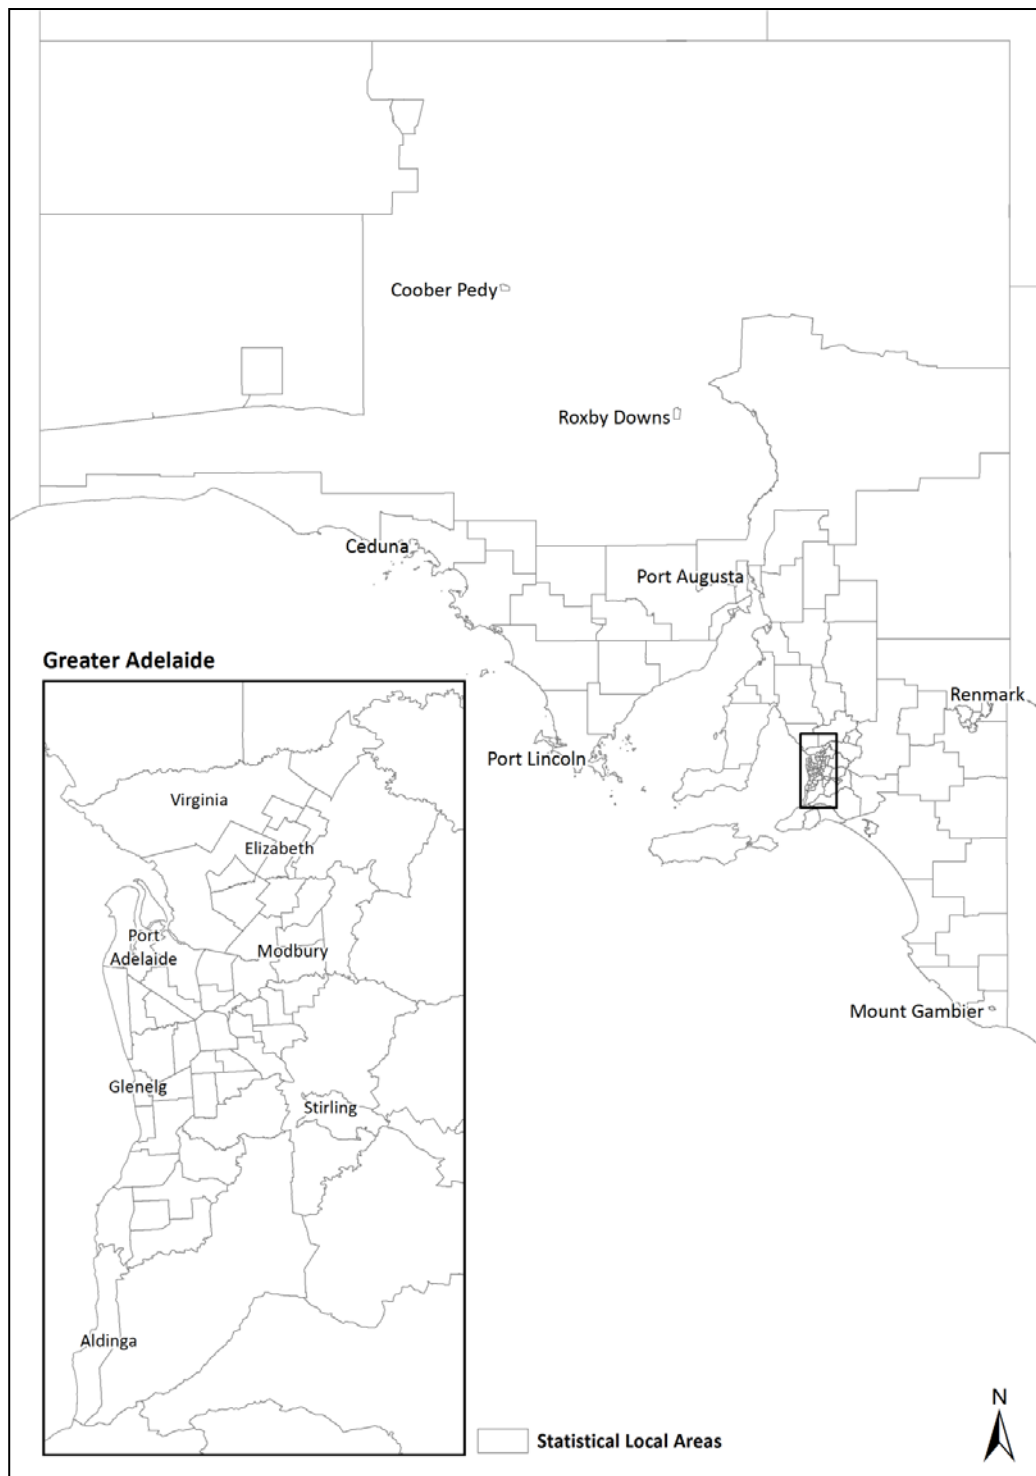 Coober Pedy
Roxby Downs
Ceduna
Port Augusta
Greater Adelaide
Renmark
Port Lincoln
Virginia
Elizabeth
Port
Adelaide
Modbury
Mount Gambier
Glenelg
Stirling
Aldinga
N
Statistical Local Areas